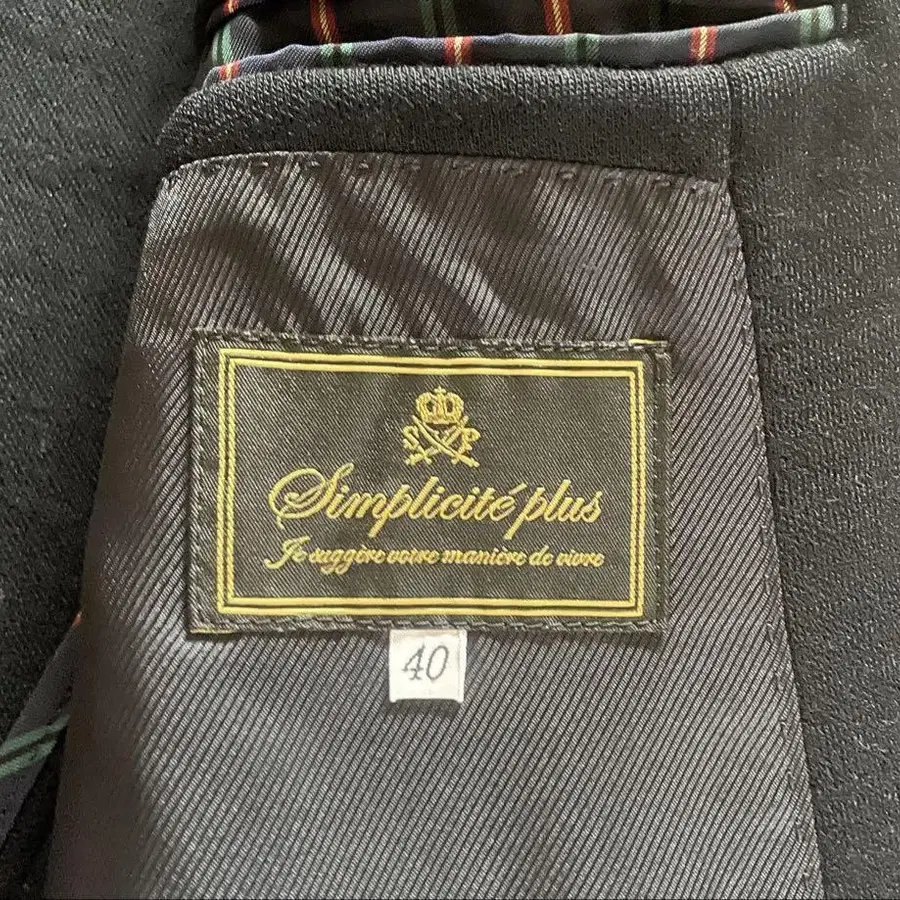 S P
Simplicité plus
Je suggère votre manière de vivre
40